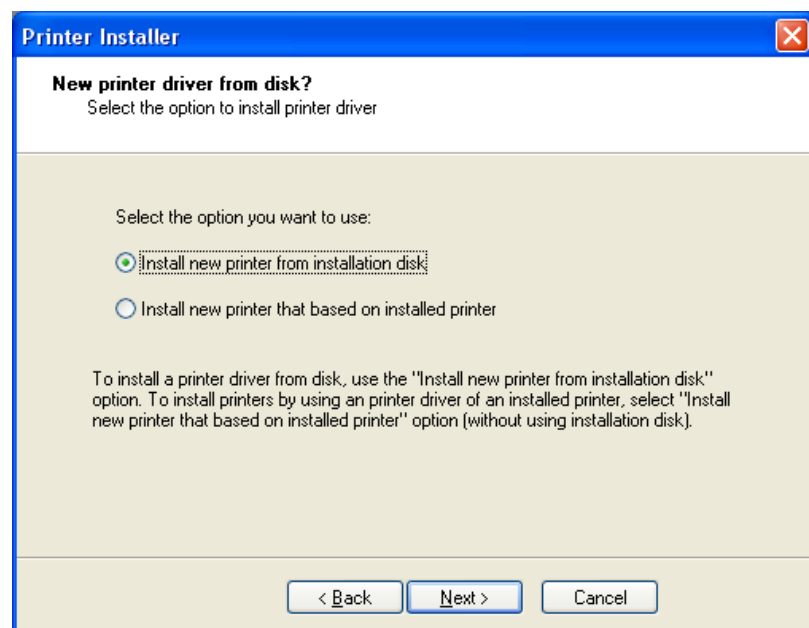 Printer Installer
New printer driver from disk?
Select the option to install printer driver
Select the option you want to use:
Install new printer from installation disk
Install new printer that based on installed printer
To install a printer driver from disk, use the "Install new printer from installation disk"
option. To install printers by using an printer driver of an installed printer, select "Install
new printer that based on installed printer" option (without using installation disk).
< Back Next > Cancel